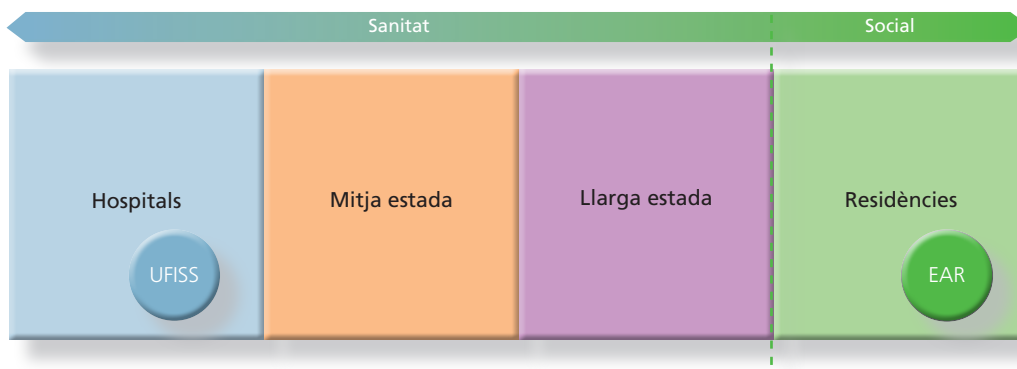 Sanitat Social
Hospitals Mitja estada Llarga estada Residències
UFISS EAR